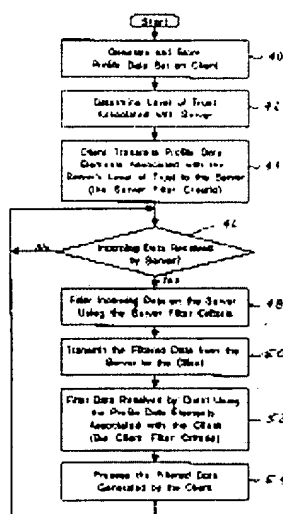 Start
Generate and Store
Profile Data Set on Client
40
Determine Level of Trust
Associated with Server
42
Client Transmits Profile Data
Elements Associated with the
Server's Level of Trust to the Server
(the Server Filter Criteria)
44
46
Incoming Data Received
by Server?
No
Yes
Filter Incoming Data on the Server
Using the Server Filter Criteria
48
Transmit the Filtered Data from the
Server to the Client
50
Filter Data Received by Client Using
the Profile Data Elements
Associated with the Client
(the Client Filter Criteria)
52
the Filtered Data
Generated by the Client
54